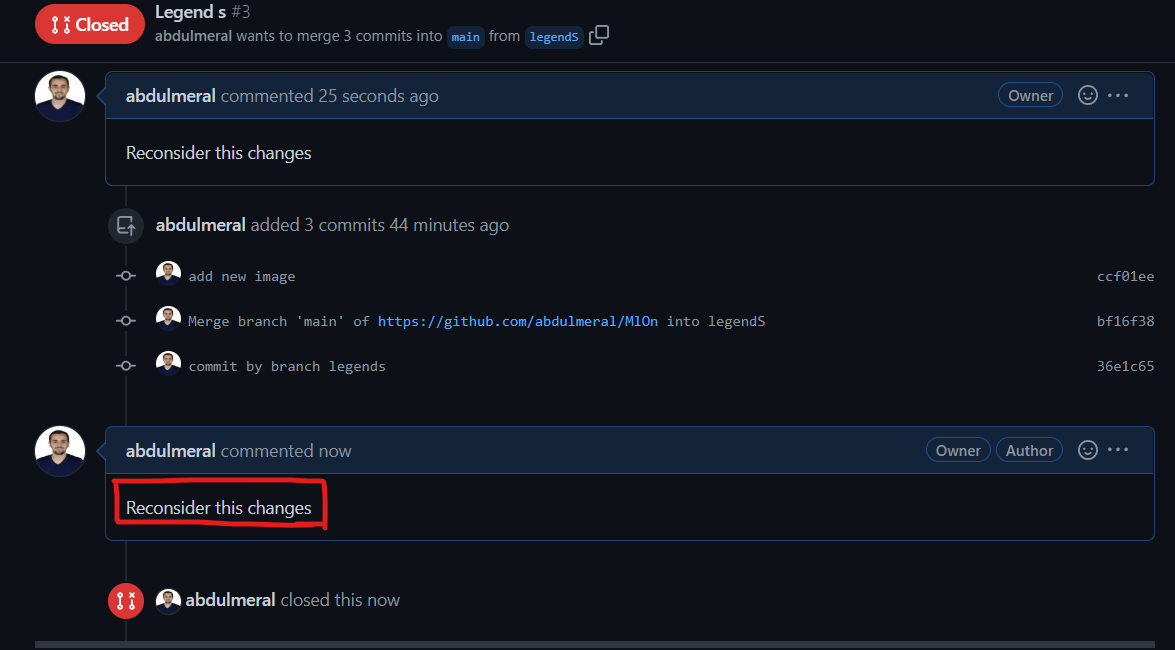 Closed
Legend s #3
abdulmeral wants to merge 3 commits into main from legendS
abdulmeral commented 25 seconds ago
Owner
Reconsider this changes
abdulmeral added 3 commits 44 minutes ago
add new image ccf01ee
Merge branch 'main' of https://github.com/abdulmeral/MlOn into legendS bf16f38
commit by branch legends 36e1c65
abdulmeral commented now
Owner Author
Reconsider this changes
abdulmeral closed this now